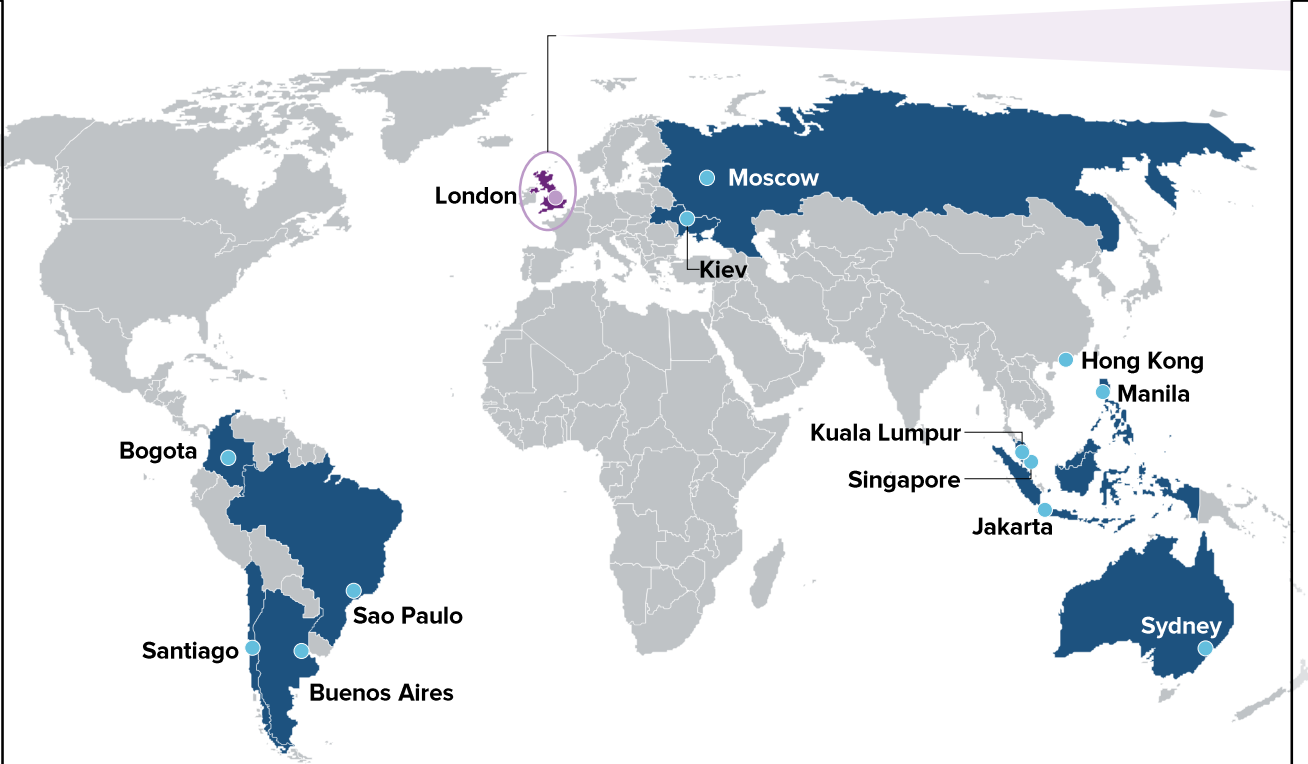 London
Moscow
Kiev
Hong Kong
Manila
Kuala Lumpur
Bogota
Singapore
Jakarta
Sao Paulo
Sydney
Santiago
Buenos Aires